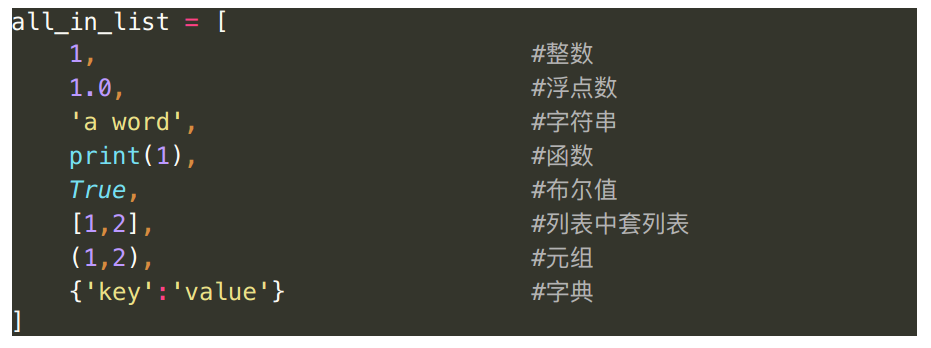 all_in_list = [
    1,                              #整数
    1.0,                            #浮点数
    'a word',                       #字符串
    print(1),                       #函数
    True,                           #布尔值
    [1,2],                          #列表中套列表
    (1,2),                          #元组
    {'key':'value'}                 #字典
]